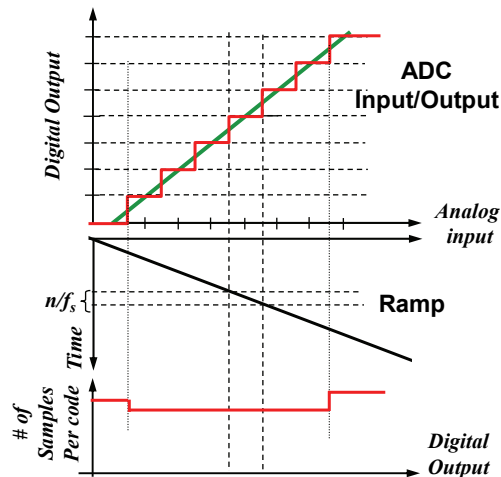 Digital Output
ADC
Input/Output
Analog
input
n/fs
Ramp
Time
# of
Samples
Per code
Digital
Output